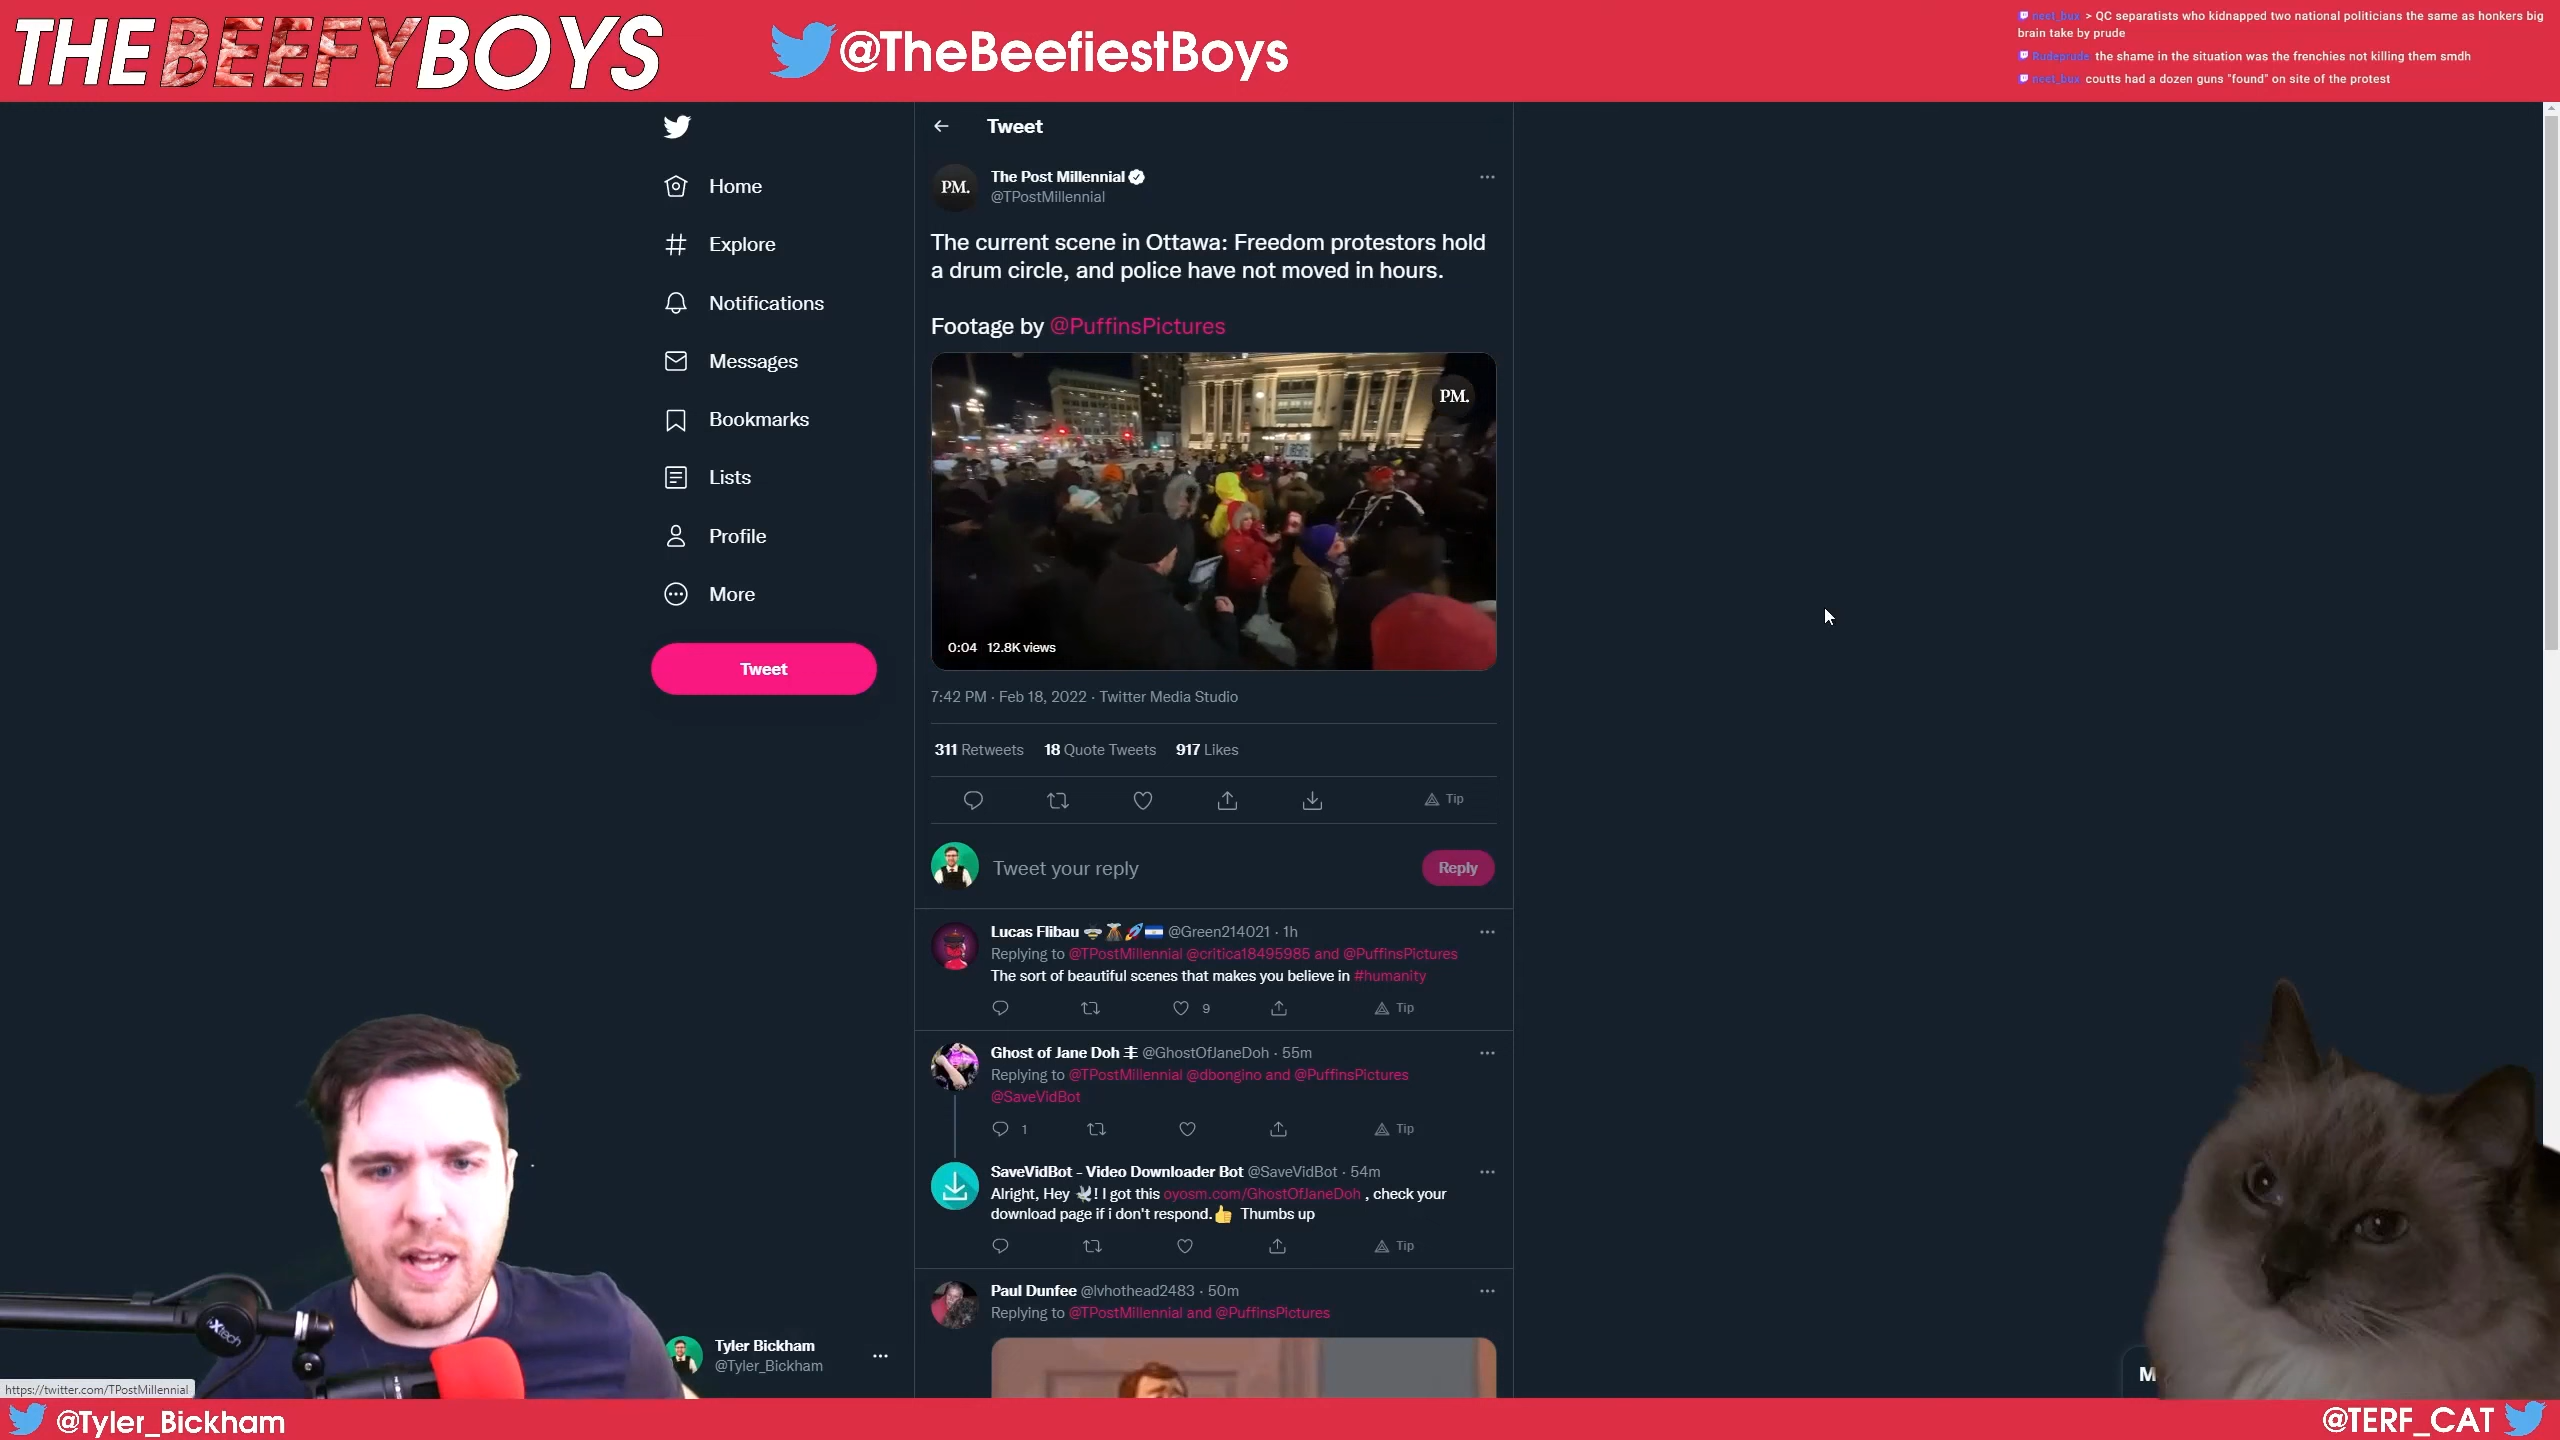 THEBEEFYBOYS
@TheBeefiestBoys
neet_bux > QC separatists who kidnapped two national politicians the same as honkers big
brain take by prude
Rudeprude the shame in the situation was the frenchies not killing them smdh
neet_bux coutts had a dozen guns "found" on site of the protest
Home
Explore
Notifications
Messages
Bookmarks
Lists
Profile
More
Tweet
Tweet
PM.
The Post Millennial
@TPostMillennial
The current scene in Ottawa: Freedom protestors hold
a drum circle, and police have not moved in hours.
Footage by @PuffinsPictures
PM.
0:04 12.8K views
7:42 PM · Feb 18, 2022 · Twitter Media Studio
311 Retweets 18 Quote Tweets 917 Likes
Tip
Tweet your reply
Reply
Lucas Flibau 🐝🌋🚀🇸🇻 @Green214021 · 1h
Replying to @TPostMillennial @critica18495985 and @PuffinsPictures
The sort of beautiful scenes that makes you believe in #humanity
9
Tip
Ghost of Jane Doh @GhostOfJaneDoh · 55m
Replying to @TPostMillennial @dbongino and @PuffinsPictures
@SaveVidBot
1
Tip
SaveVidBot - Video Downloader Bot @SaveVidBot · 54m
Alright, Hey 🕊! I got this oyosm.com/GhostOfJaneDoh , check your
download page if i don't respond.👍 Thumbs up
Tip
Paul Dunfee @lvhothead2483 · 50m
Replying to @TPostMillennial and @PuffinsPictures
Tyler Bickham
@Tyler_Bickham
https://twitter.com/TPostMillennial
M
@Tyler_Bickham
@TERF_CAT